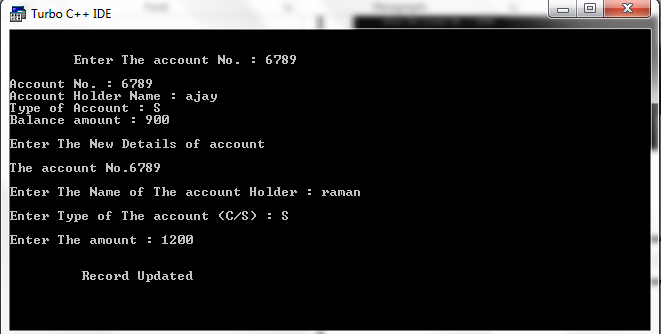 Turbo C++ IDE
Enter The account No. : 6789
Account No. : 6789
Account Holder Name : ajay
Type of Account : S
Balance amount : 900
Enter The New Details of account
The account No.6789
Enter The Name of The account Holder : raman
Enter Type of The account (C/S) : S
Enter The amount : 1200
Record Updated